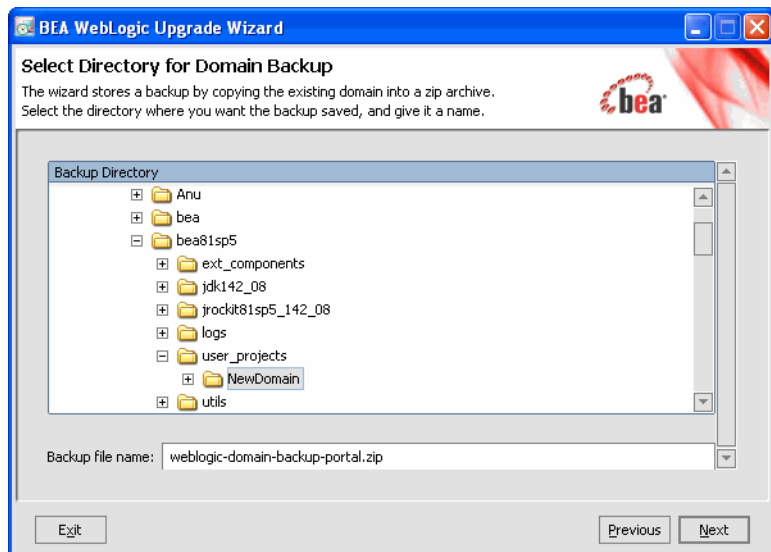 BEA WebLogic Upgrade Wizard
Select Directory for Domain Backup
The wizard stores a backup by copying the existing domain into a zip archive.
Select the directory where you want the backup saved, and give it a name.
bea
Backup Directory
Anu
bea
bea81sp5
ext_components
jdk142_08
jrockit81sp5_142_08
logs
user_projects
NewDomain
utils
Backup file name: weblogic-domain-backup-portal.zip
Exit Previous Next